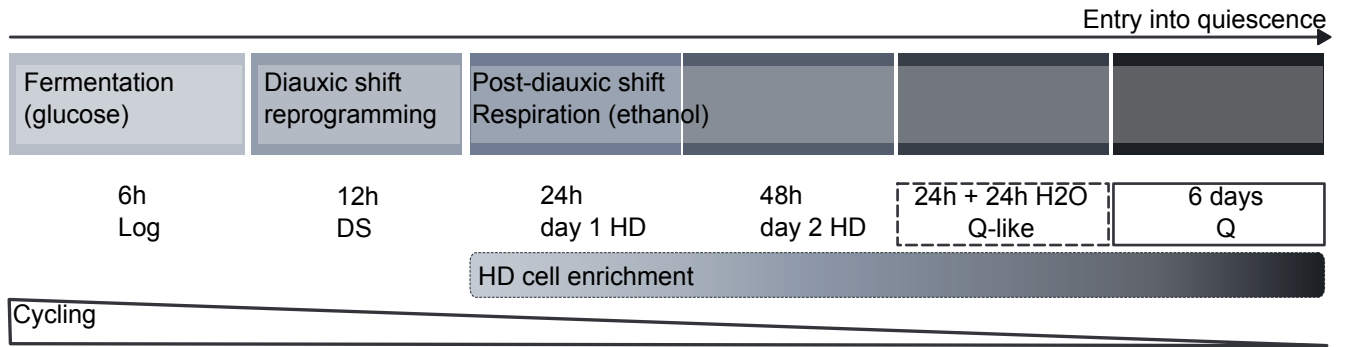 Entry into quiescence
Fermentation
(glucose)
Diauxic shift
reprogramming
Post-diauxic shift
Respiration (ethanol)
6h
Log
12h
DS
24h
day 1 HD
48h
day 2 HD
24h + 24h H2O
Q-like
6 days
Q
HD cell enrichment
Cycling